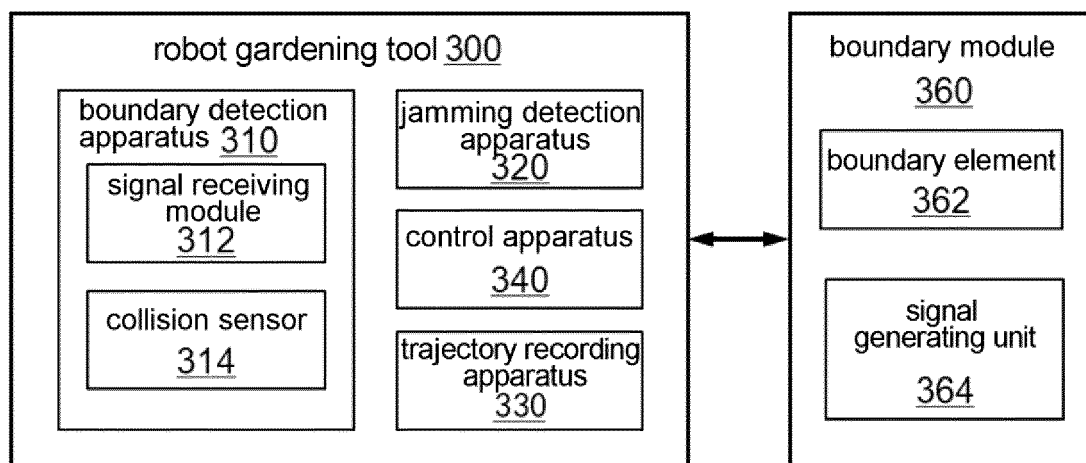 robot gardening tool 300
boundary detection
apparatus 310
signal receiving
module
312
collision sensor
314
jamming detection
apparatus
320
control apparatus
340
trajectory recording
apparatus
330
boundary module
360
boundary element
362
signal
generating unit
364